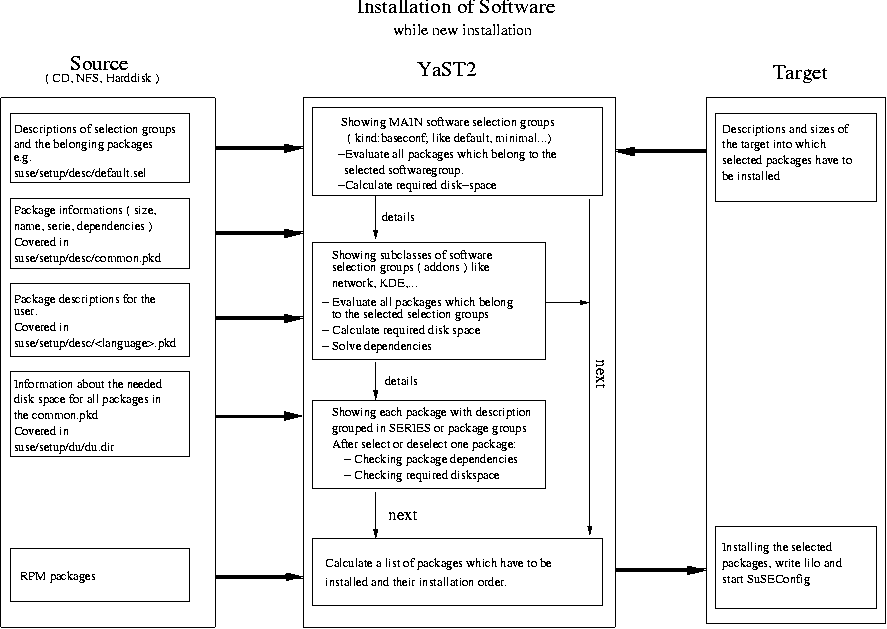 Installation of Software
while new installation
Source
( CD, NFS, Harddisk )
YaST2
Target
Descriptions of selection groups
and the belonging packages
e.g.
suse/setup/desc/default.sel
Package informations ( size,
name, serie, dependencies )
Covered in
suse/setup/desc/common.pkd
Package descriptions for the
user.
Covered in
suse/setup/desc/<language>.pkd
Information about the needed
disk space for all packages in
the common.pkd
Covered in
suse/setup/du/du.dir
RPM packages
Showing MAIN software selection groups
( kind:baseconf; like default, minimal...)
–Evaluate all packages which belong to the
selected softwaregroup.
–Calculate required disk–space
details
Showing subclasses of software
selection groups ( addons ) like
network, KDE,...
– Evaluate all packages which belong
to the selected selection groups
– Calculate required disk space
– Solve dependencies
details
next
Showing each package with description
grouped in SERIES or package groups
After select or deselect one package:
– Checking package dependencies
– Checking required diskspace
next
Calculate a list of packages which have to be
installed and their installation order.
Descriptions and sizes of
the target into which
selected packages have to
be installed
Installing the selected
packages, write lilo and
start SuSEConfig